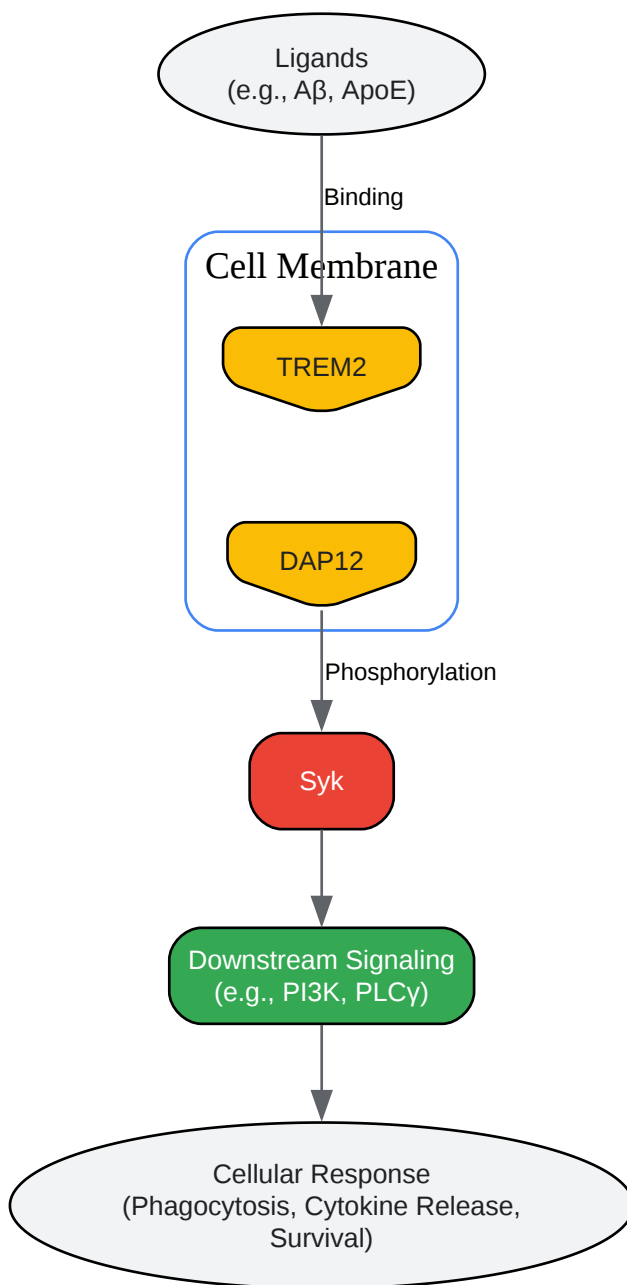 Ligands
(e.g., Aβ, ApoE)
Binding
Cell Membrane
TREM2
DAP12
Phosphorylation
Syk
Downstream Signaling
(e.g., PI3K, PLCγ)
Cellular Response
(Phagocytosis, Cytokine Release,
Survival)